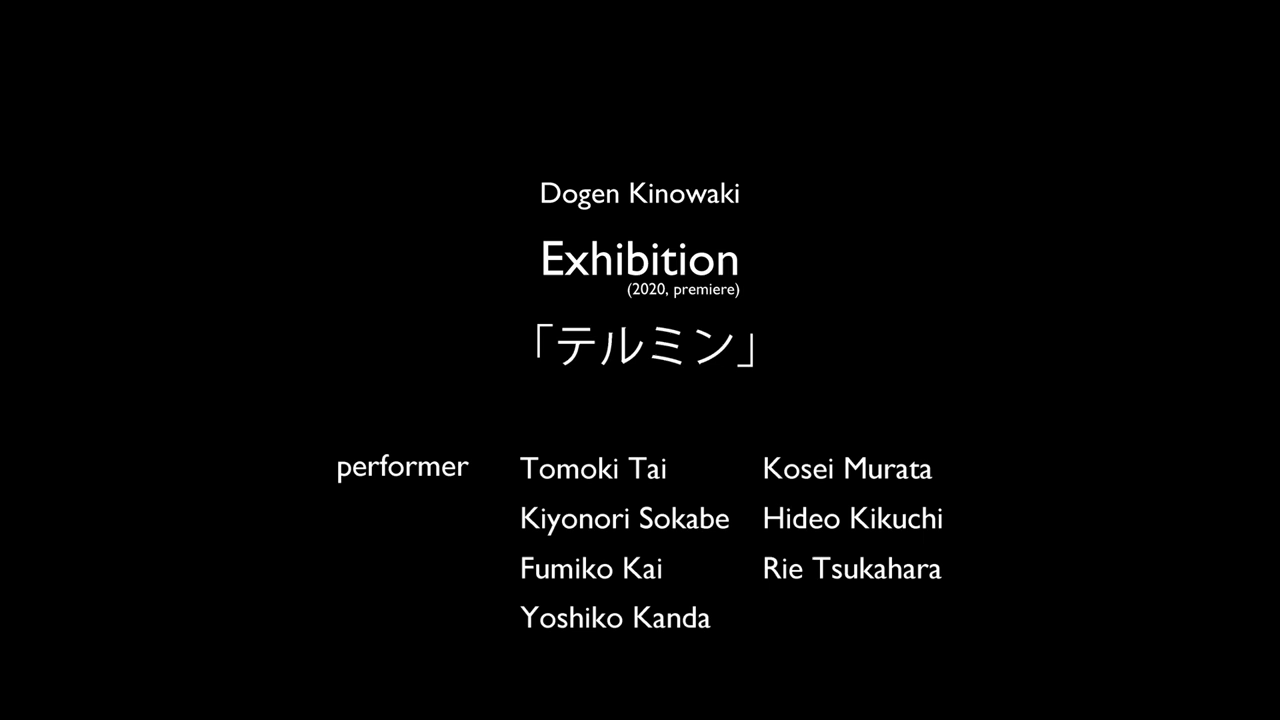 Dogen Kinowaki
Exhibition
(2020, premiere)
「テルミン」
performer
Tomoki Tai
Kosei Murata
Kiyonori Sokabe
Hideo Kikuchi
Fumiko Kai
Rie Tsukahara
Yoshiko Kanda